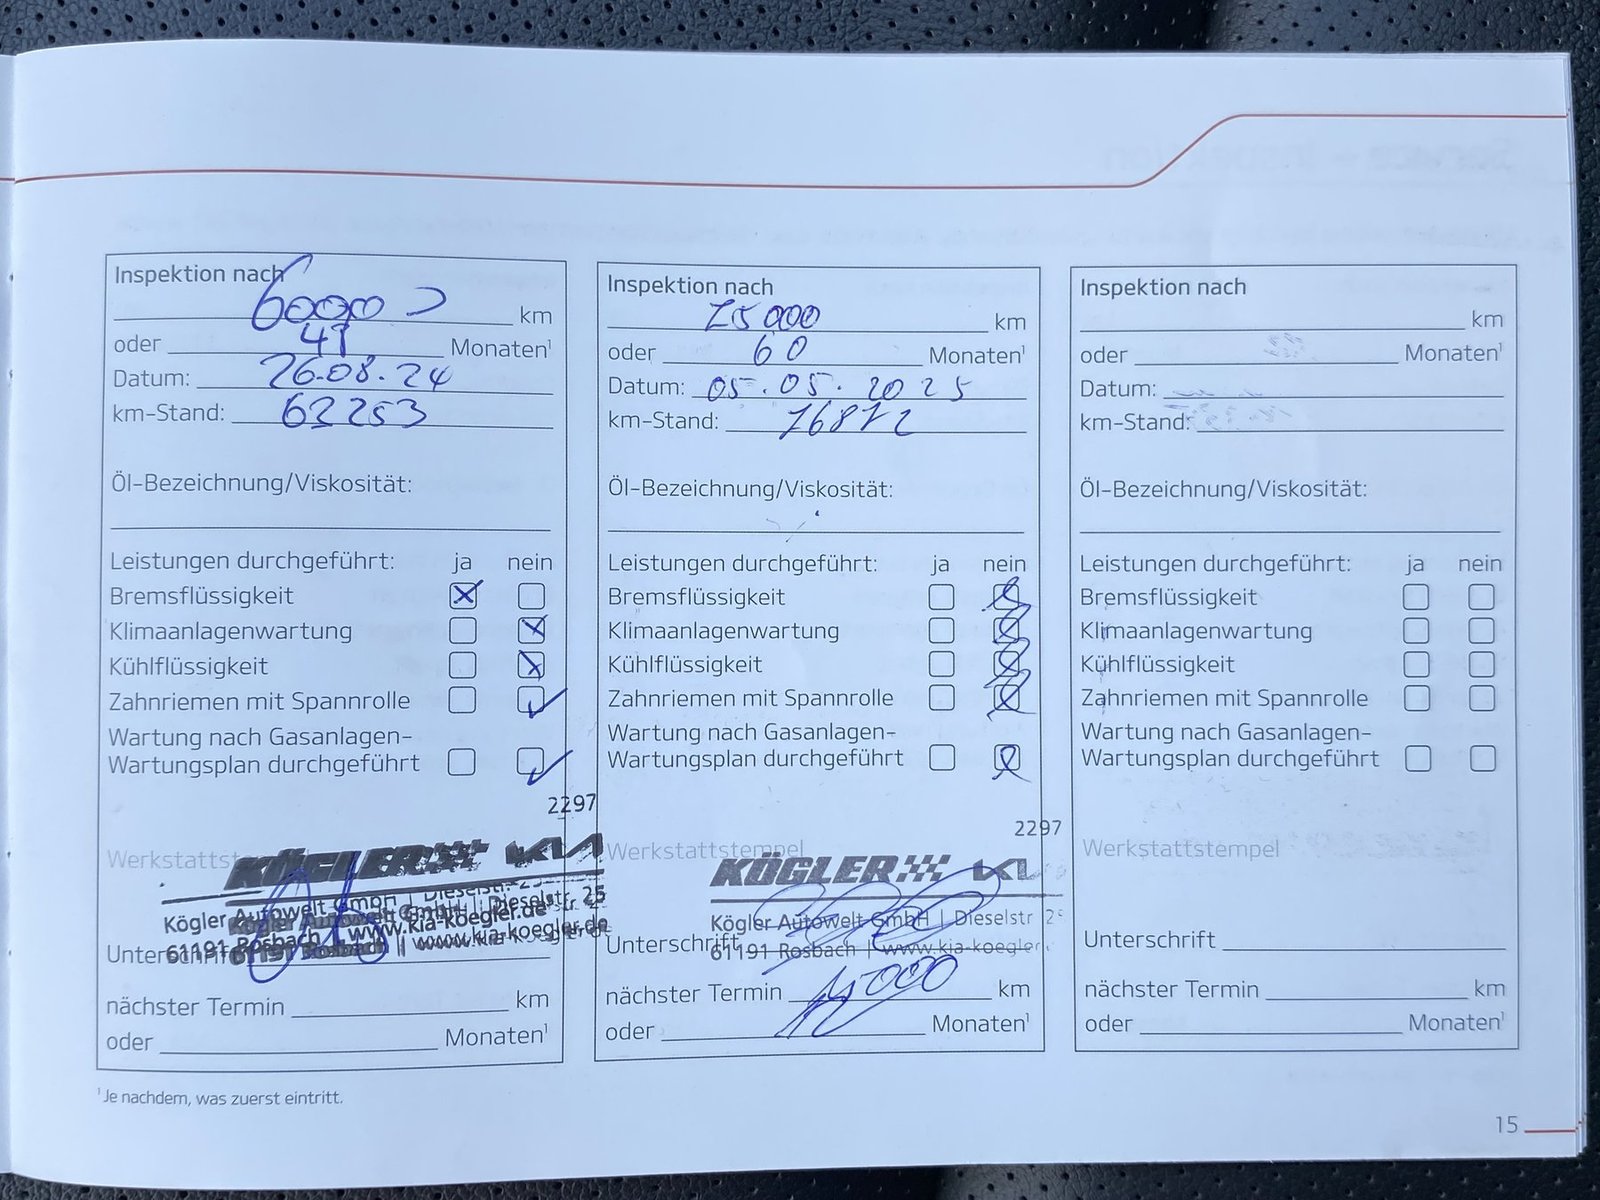 Inspektion nach
60000 km
oder 49 Monaten¹
Datum: 26.08.24
km-Stand: 62253
Öl-Bezeichnung/Viskosität:
Leistungen durchgeführt: ja nein
Bremsflüssigkeit
Klimaanlagenwartung
Kühlflüssigkeit
Zahnriemen mit Spannrolle
Wartung nach Gasanlagen-
Wartungsplan durchgeführt
2297
Werkstattst
KÖGLER KIA
Kögler Autowelt GmbH | Dieselstr. 25
61191 Rosbach | www.kia-koegler.de
Unterschrift
nächster Termin km
oder Monaten¹
¹Je nachdem, was zuerst eintritt.
Inspektion nach
75000 km
oder 60 Monaten¹
Datum: 05.05.2025
km-Stand: 76872
Öl-Bezeichnung/Viskosität:
Leistungen durchgeführt: ja nein
Bremsflüssigkeit
Klimaanlagenwartung
Kühlflüssigkeit
Zahnriemen mit Spannrolle
Wartung nach Gasanlagen-
Wartungsplan durchgeführt
2297
Werkstattstempel
KÖGLER KIA
Kögler Autowelt GmbH | Dieselstr 25
61191 Rosbach | www.kia-koegler.
Unterschrift
nächster Termin km
oder Monaten¹
Inspektion nach
km
oder Monaten¹
Datum:
km-Stand:
Öl-Bezeichnung/Viskosität:
Leistungen durchgeführt: ja nein
Bremsflüssigkeit
Klimaanlagenwartung
Kühlflüssigkeit
Zahnriemen mit Spannrolle
Wartung nach Gasanlagen-
Wartungsplan durchgeführt
Werkstattstempel
Unterschrift
nächster Termin km
oder Monaten¹
15